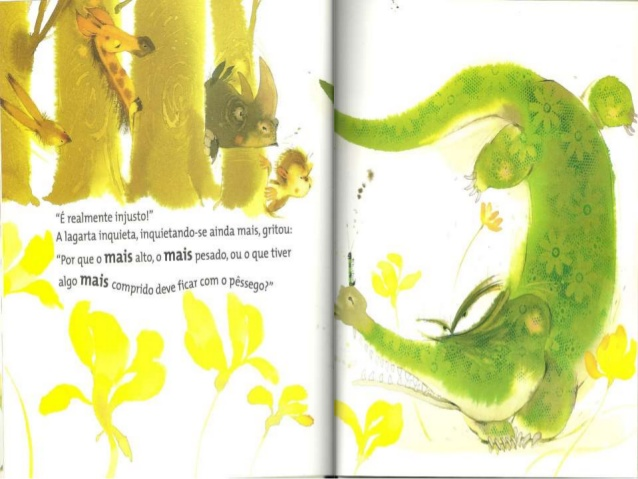 "É realmente injusto!"
A lagarta inquieta, inquietando-se ainda mais, gritou:
"Por que o mais alto, o mais pesado, ou o que tiver
algo mais comprido deve ficar com o pêssego?"